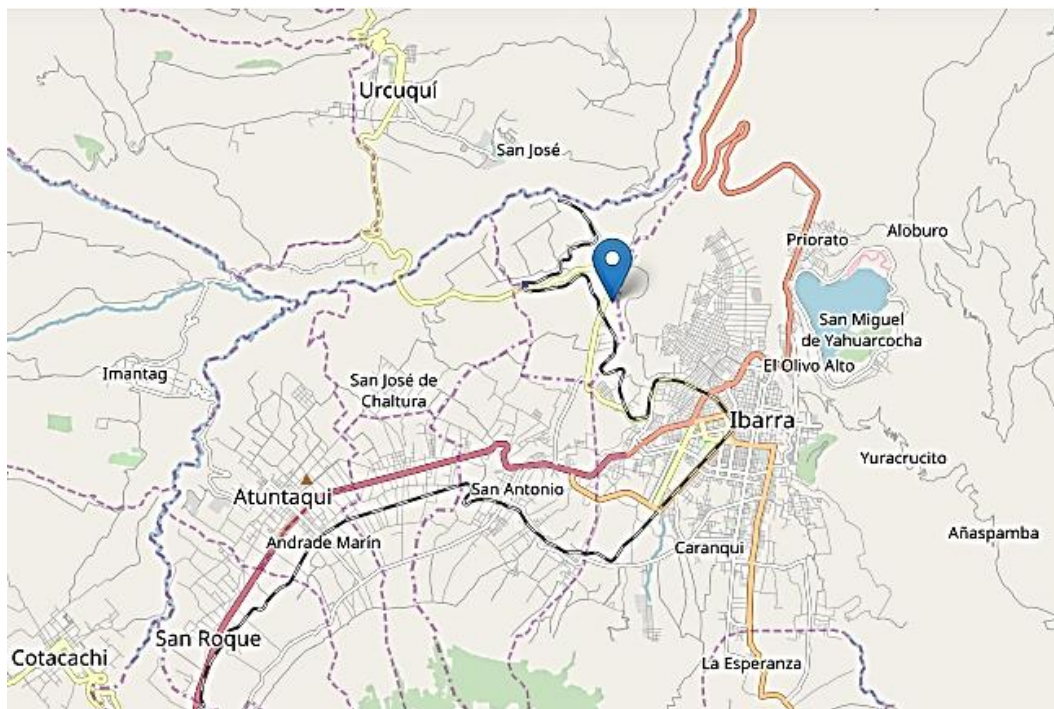 Urcuquí
San José
Priorato
Aloburo
San Miguel
de Yahuarcocha
El Olivo Alto
Imantag
San José de
Chaltura
Ibarra
Yuracrucito
Atuntaqui
San Antonio
Andrade Marín
Caranqui
Añaspamba
San Roque
Cotacachi
La Esperanza